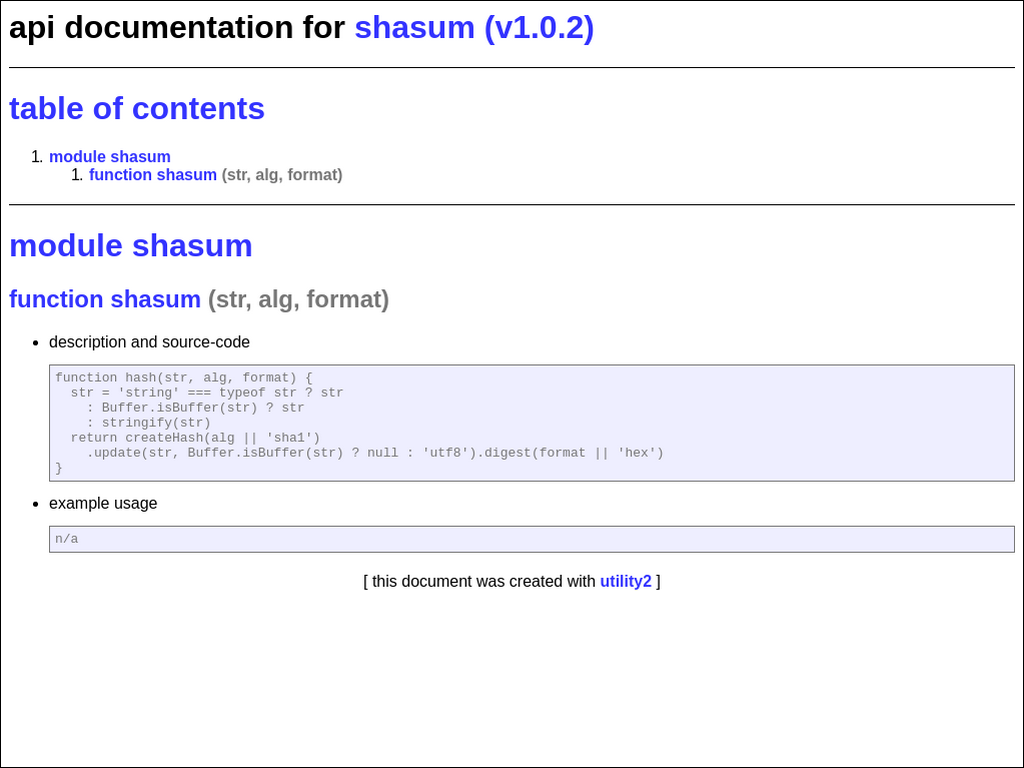 api documentation for shasum (v1.0.2)
table of contents
1. module shasum
1. function shasum (str, alg, format)
module shasum
function shasum (str, alg, format)
• description and source-code
function hash(str, alg, format) {
  str = 'string' === typeof str ? str
    : Buffer.isBuffer(str) ? str
    : stringify(str)
  return createHash(alg || 'sha1')
    .update(str, Buffer.isBuffer(str) ? null : 'utf8').digest(format || 'hex')
}
• example usage
n/a
[ this document was created with utility2 ]